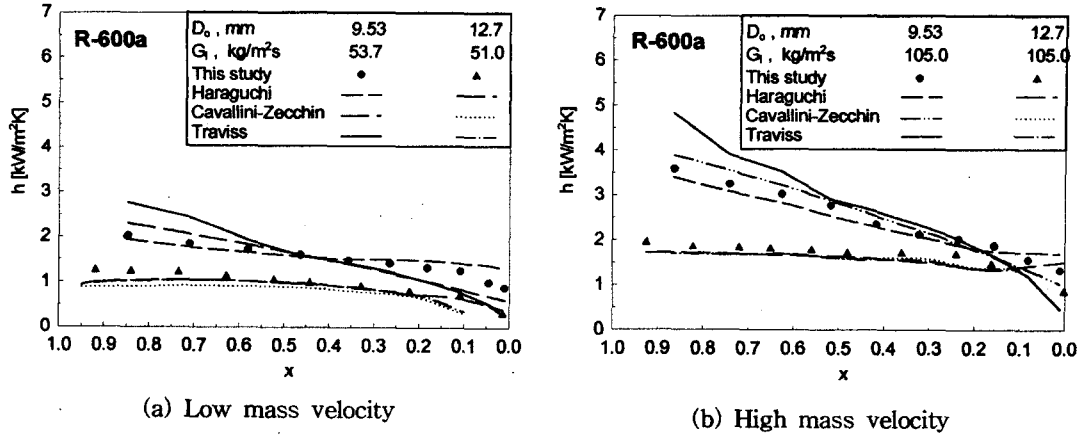 R-600a
Dₒ , mm 9.53 12.7
Gᵢ , kg/m²s 53.7 51.0
This study
Haraguchi
Cavallini-Zecchin
Traviss
h [kW/m²K]
7
6
5
4
3
2
1
0
1.0 0.9 0.8 0.7 0.6 0.5 0.4 0.3 0.2 0.1 0.0
x
(a) Low mass velocity
R-600a
Dₒ , mm 9.53 12.7
Gᵢ , kg/m²s 105.0 105.0
This study
Haraguchi
Cavallini-Zecchin
Traviss
h [kW/m²K]
7
6
5
4
3
2
1
0
1.0 0.9 0.8 0.7 0.6 0.5 0.4 0.3 0.2 0.1 0.0
x
(b) High mass velocity